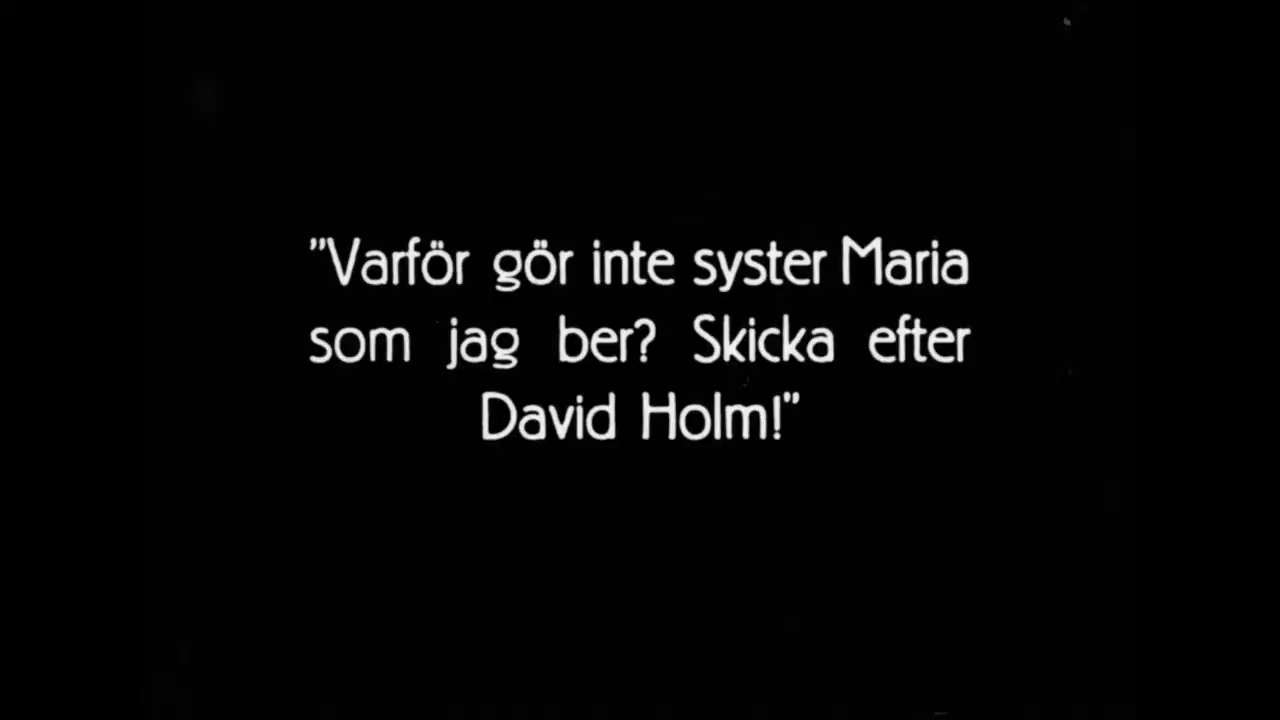 "Varför gör inte syster Maria
som jag ber? Skicka efter
David Holm!"